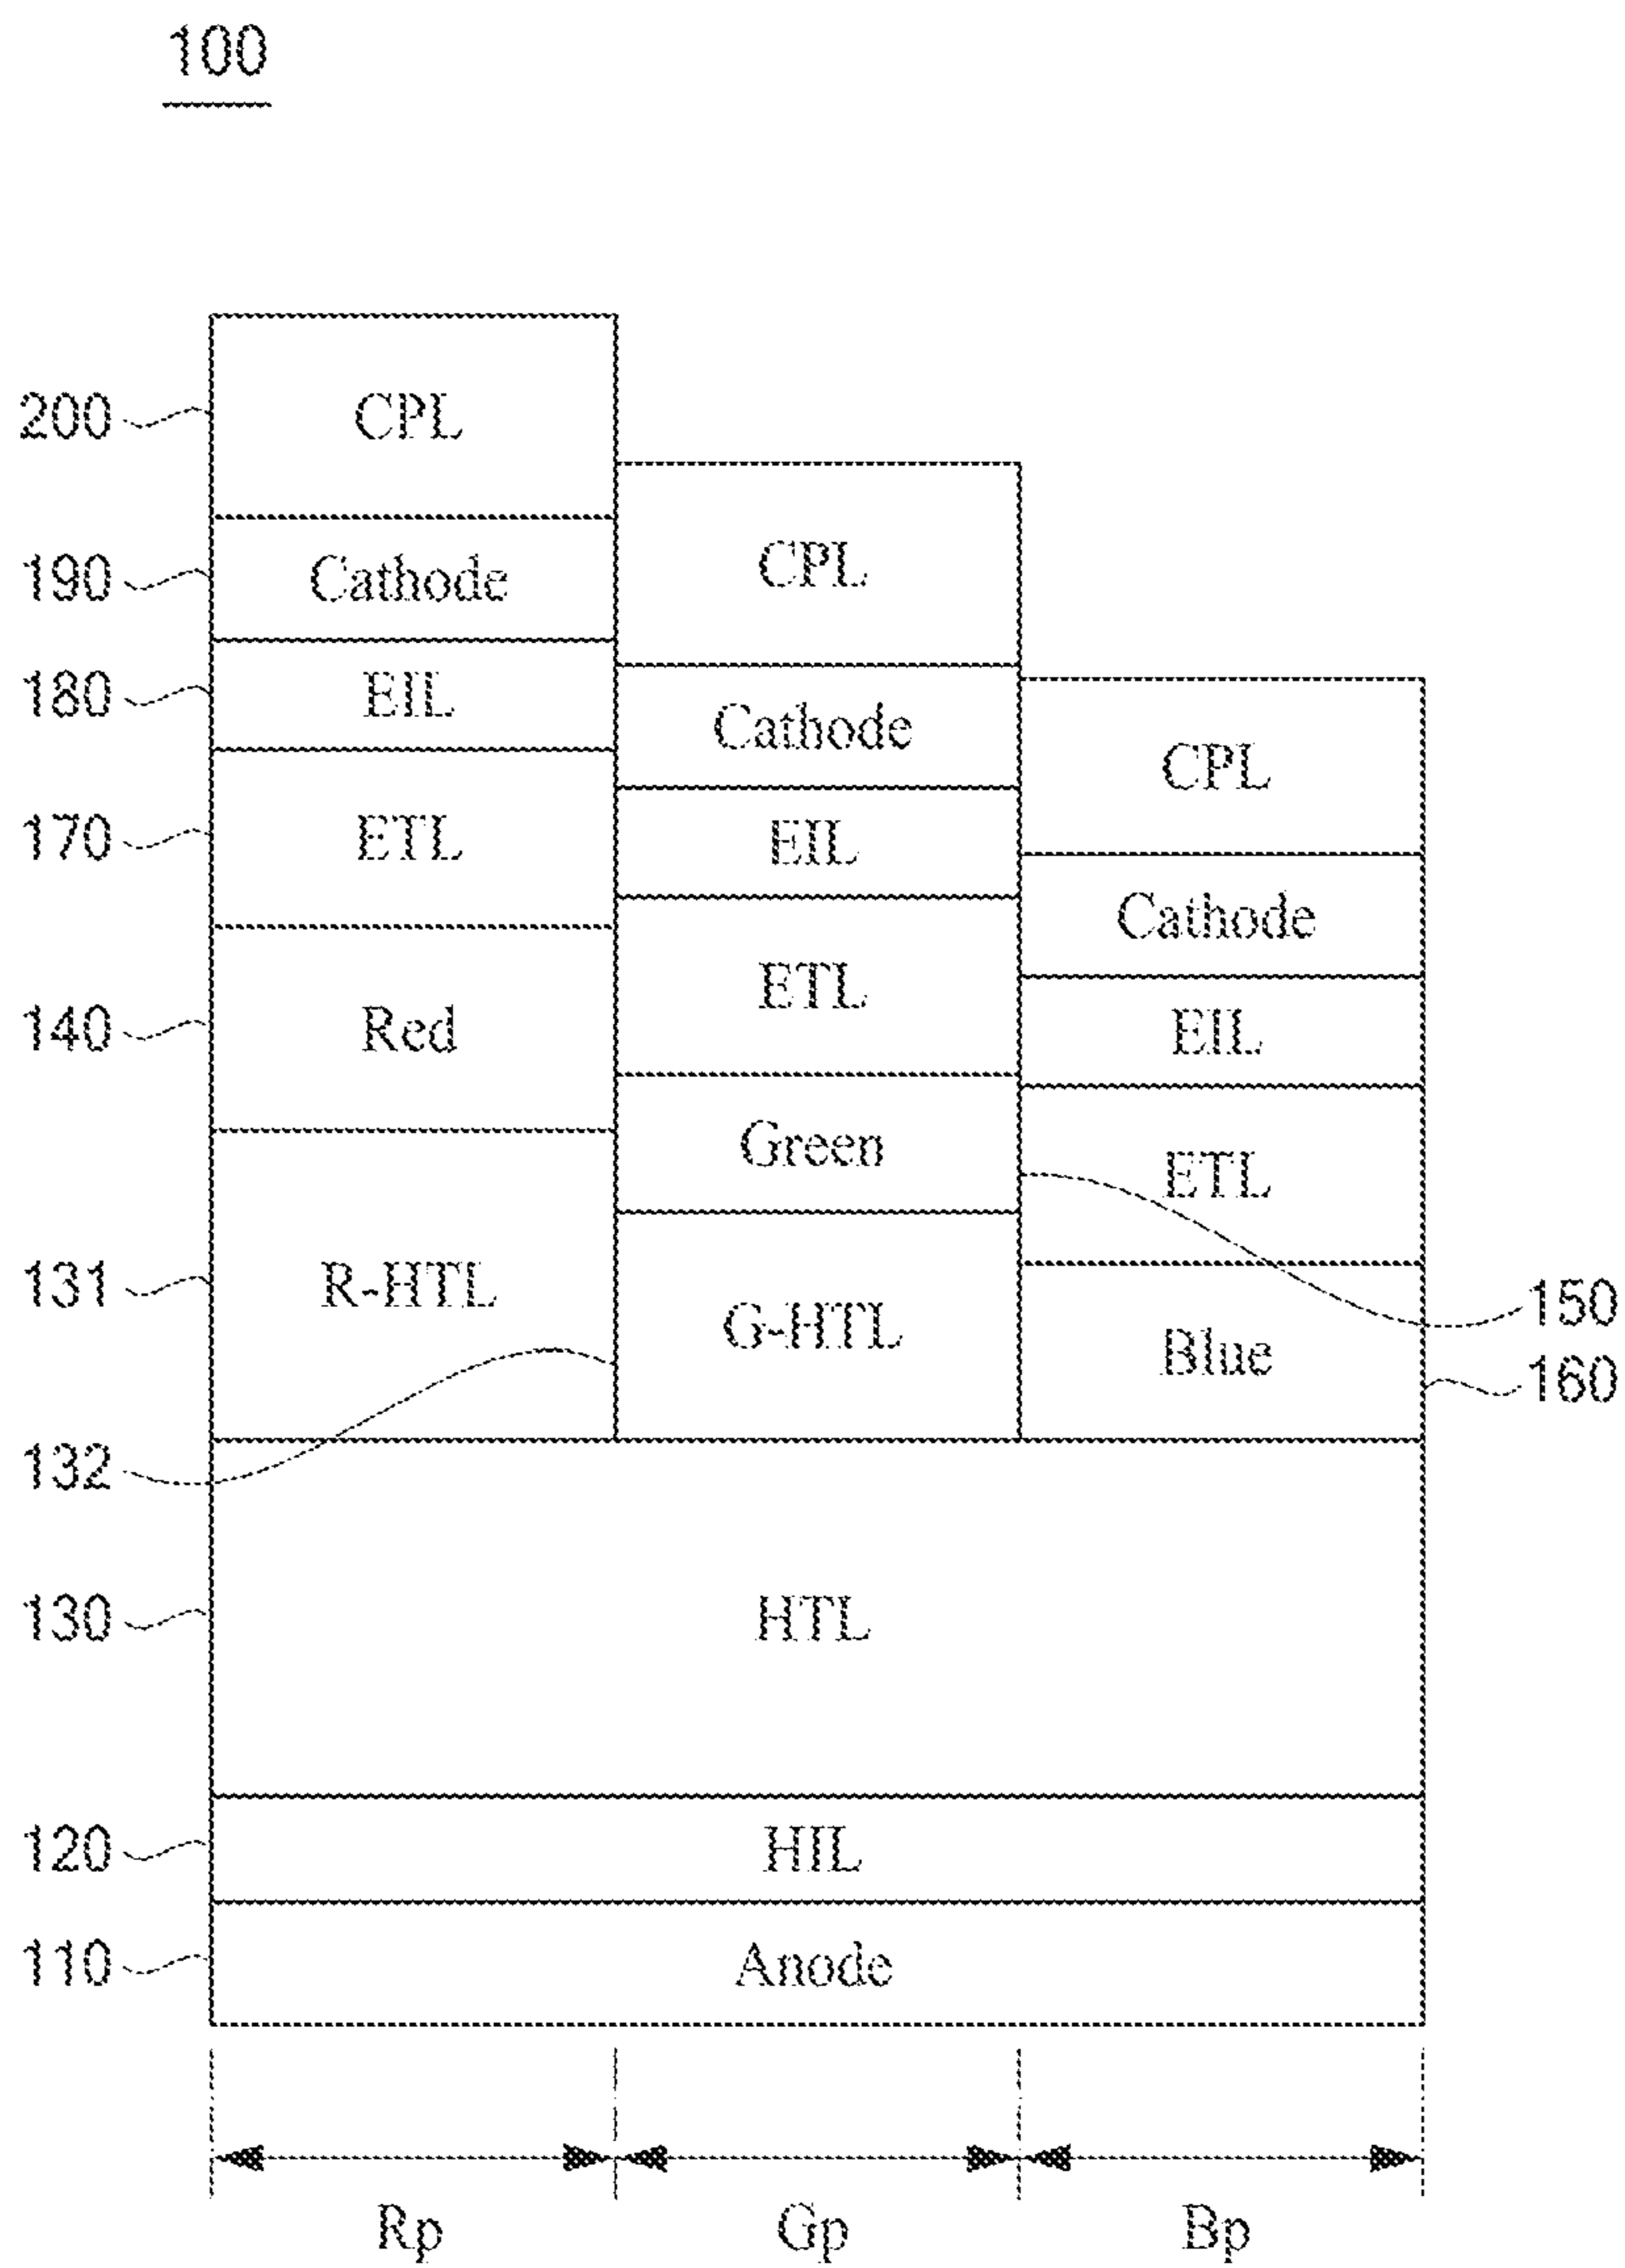 100
200 CPL
CPL
190 Cathode
180 EIL
Cathode
CPL
170 ETL
EIL
Cathode
140 Red
ETL
EIL
Green
ETL
131 R-HTL
G-HTL
150
Blue
160
132
130 HTL
120 HIL
110 Anode
Rp Gp Bp